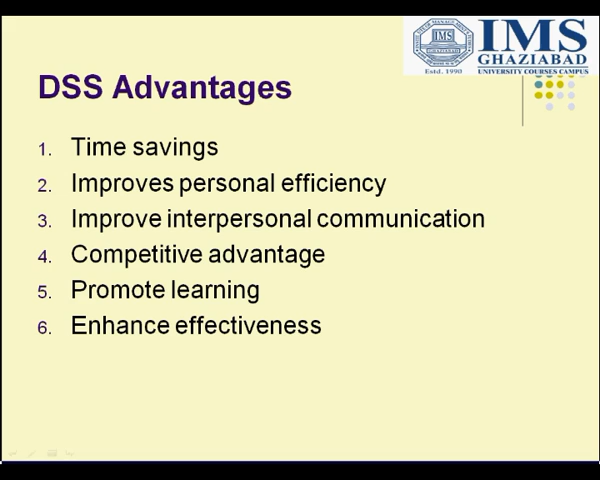 IMS
GHAZIABAD
Estd. 1990
UNIVERSITY COURSES CAMPUS
DSS Advantages
1. Time savings
2. Improves personal efficiency
3. Improve interpersonal communication
4. Competitive advantage
5. Promote learning
6. Enhance effectiveness